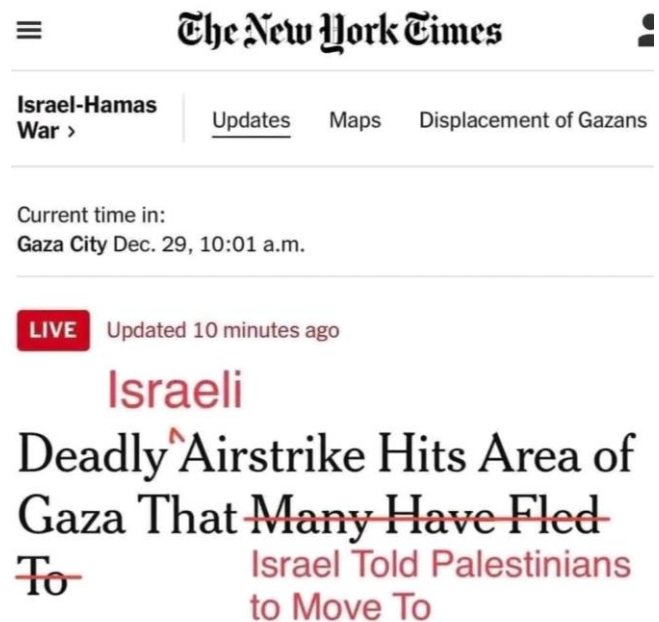 The New York Times
Israel-Hamas
War >
Updates
Maps
Displacement of Gazans
Current time in:
Gaza City Dec. 29, 10:01 a.m.
LIVE
Updated 10 minutes ago
Israeli
Deadly ^ Airstrike Hits Area of
Gaza That Many Have Fled
To
Israel Told Palestinians
to Move To